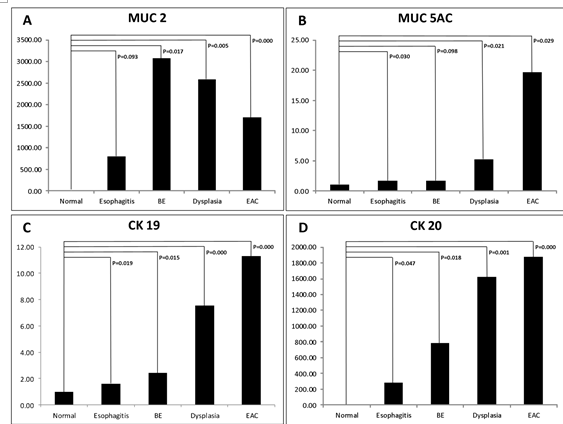 A
MUC 2
3500.00
3000.00
2500.00
2000.00
1500.00
1000.00
500.00
0.00
P=0.093
P=0.017
P=0.005
P=0.000
Normal Esophagitis BE Dysplasia EAC
B
MUC 5AC
25.00
20.00
15.00
10.00
5.00
0.00
P=0.030
P=0.098
P=0.021
P=0.029
Normal Esophagitis BE Dysplasia EAC
C
CK 19
12.00
10.00
8.00
6.00
4.00
2.00
0.00
P=0.019
P=0.015
P=0.000
P=0.000
Normal Esophagitis BE Dysplasia EAC
D
CK 20
2000.00
1800.00
1600.00
1400.00
1200.00
1000.00
800.00
600.00
400.00
200.00
0.00
P=0.047
P=0.018
P=0.001
P=0.000
Normal Esophagitis BE Dysplasia EAC